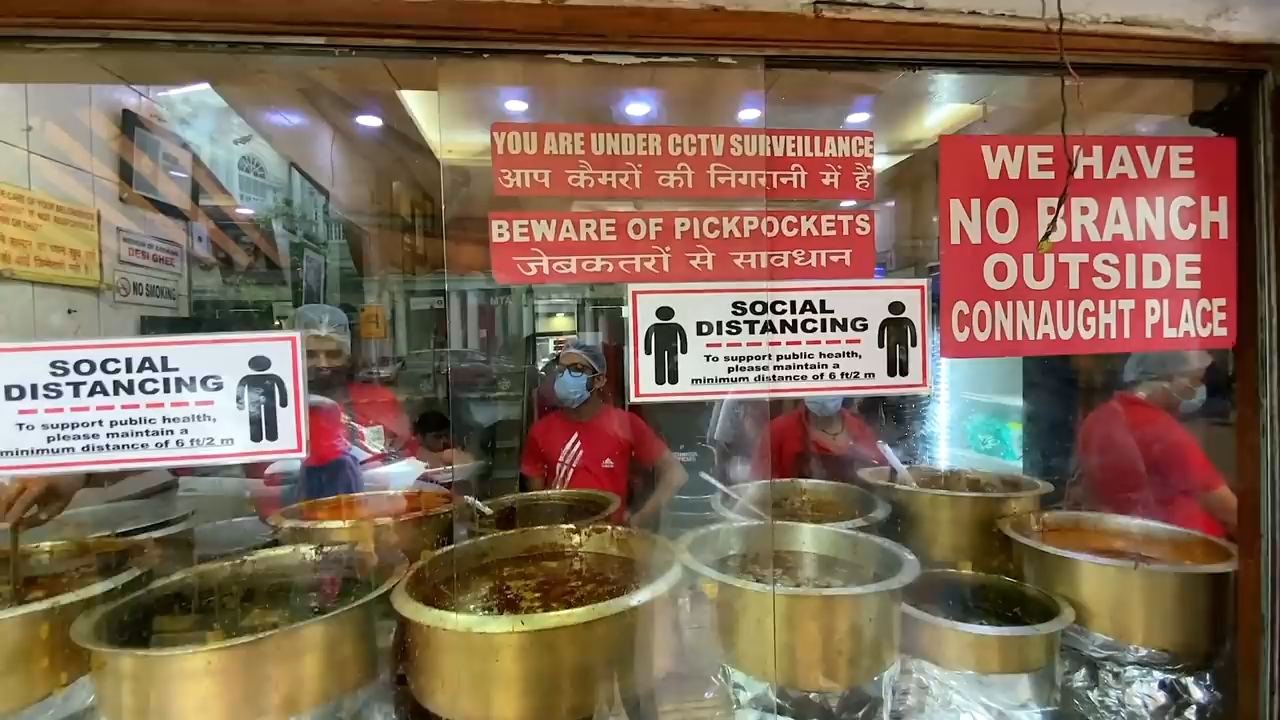 YOU ARE UNDER CCTV SURVEILLANCE
आप कैमरों की निगरानी में हैं
BEWARE OF PICKPOCKETS
जेबकतरों से सावधान
WE HAVE
NO BRANCH
OUTSIDE
CONNAUGHT PLACE
DESI GHEE
NO SMOKING
SOCIAL
DISTANCING
To support public health,
please maintain a
minimum distance of 6 ft/2 m
SOCIAL
DISTANCING
To support public health,
please maintain a
minimum distance of 6 ft/2 m